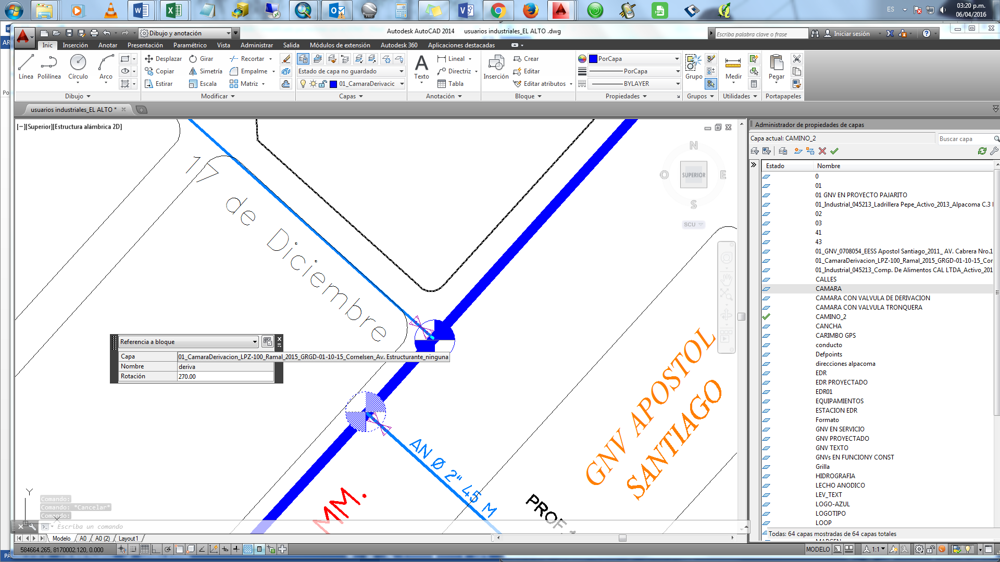 ES
03:20 p.m.
06/04/2016
Autodesk AutoCAD 2014 usuarios industriales_EL ALTO .dwg
Dibujo y anotación
Escriba palabra clave o frase
Iniciar sesión
Inic Inserción Anotar Presentación Paramétrico Vista Administrar Salida Módulos de extensión Autodesk 360 Aplicaciones destacadas
Línea Polilínea Círculo Arco
Desplazar Girar Recortar
Copiar Simetría Empalme
Estirar Escala Matriz
Estado de capa no guardado
01_CamaraDerivacic
Texto
Lineal
Directriz
Tabla
Inserción
Crear
Editar
Editar atributos
PorCapa
PorCapa
BYLAYER
Grupo
Medir
Pegar
Dibujo Modificar Capas Anotación Bloque Propiedades Grupos Utilidades Portapapeles
usuarios industriales_EL ALTO *
[−][Superior][Estructura alámbrica 2D]
N
O SUPERIOR E
S
SCU
17 de Diciembre
AN Ø 2" 45 M
MM.
GNV APOSTOL
SANTIAGO
Referencia a bloque
Capa 01_CamaraDerivacion_LPZ-100_Ramal_2015_GRGD-01-10-15_Cornelsen_Av. Estructurante_ninguna
Nombre deriva
Rotación 270.00
Y
X
Comando:
Comando: *Cancelar*
Comando:
Escriba un comando
Modelo A0 A0 (2) Layout1
584664.265, 8170002.120, 0.000
MODELO
1:1
Administrador de propiedades de capas
Capa actual: CAMINO_2
Buscar capa
Estado Nombre
0
01
01 GNV EN PROYECTO PAJARITO
01_Industrial_045213_Ladrillera Pepe_Activo_2013_Alpacoma C.3
02
03
41
43
01_GNV_0708054_EESS Apostol Santiago_2011_ AV. Cabrera Nro.1
01_CamaraDerivacion_LPZ-100_Ramal_2015_GRGD-01-10-15_Cor
01_Industrial_045213_Comp. De Alimentos CAL LTDA_Activo_201
CALLES
CAMARA
CAMARA CON VALVULA DE DERIVACION
CAMARA CON VALVULA TRONQUERA
CAMINO_2
CANCHA
CARIMBO GPS
conducto
Defpoints
direcciones alpacoma
EDR
EDR PROYECTADO
EDR01
EQUIPAMIENTOS
ESTACION EDR
Formato
GNV EN SERVICIO
GNV PROYECTADO
GNV TEXTO
GNVs EN FUNCIONY CONST
Grilla
HIDROGRAFIA
LECHO ANODICO
LEV_TEXT
LOGO-AZUL
LOGOTIPO
LOOP
Todas: 64 capas mostradas de 64 capas totales